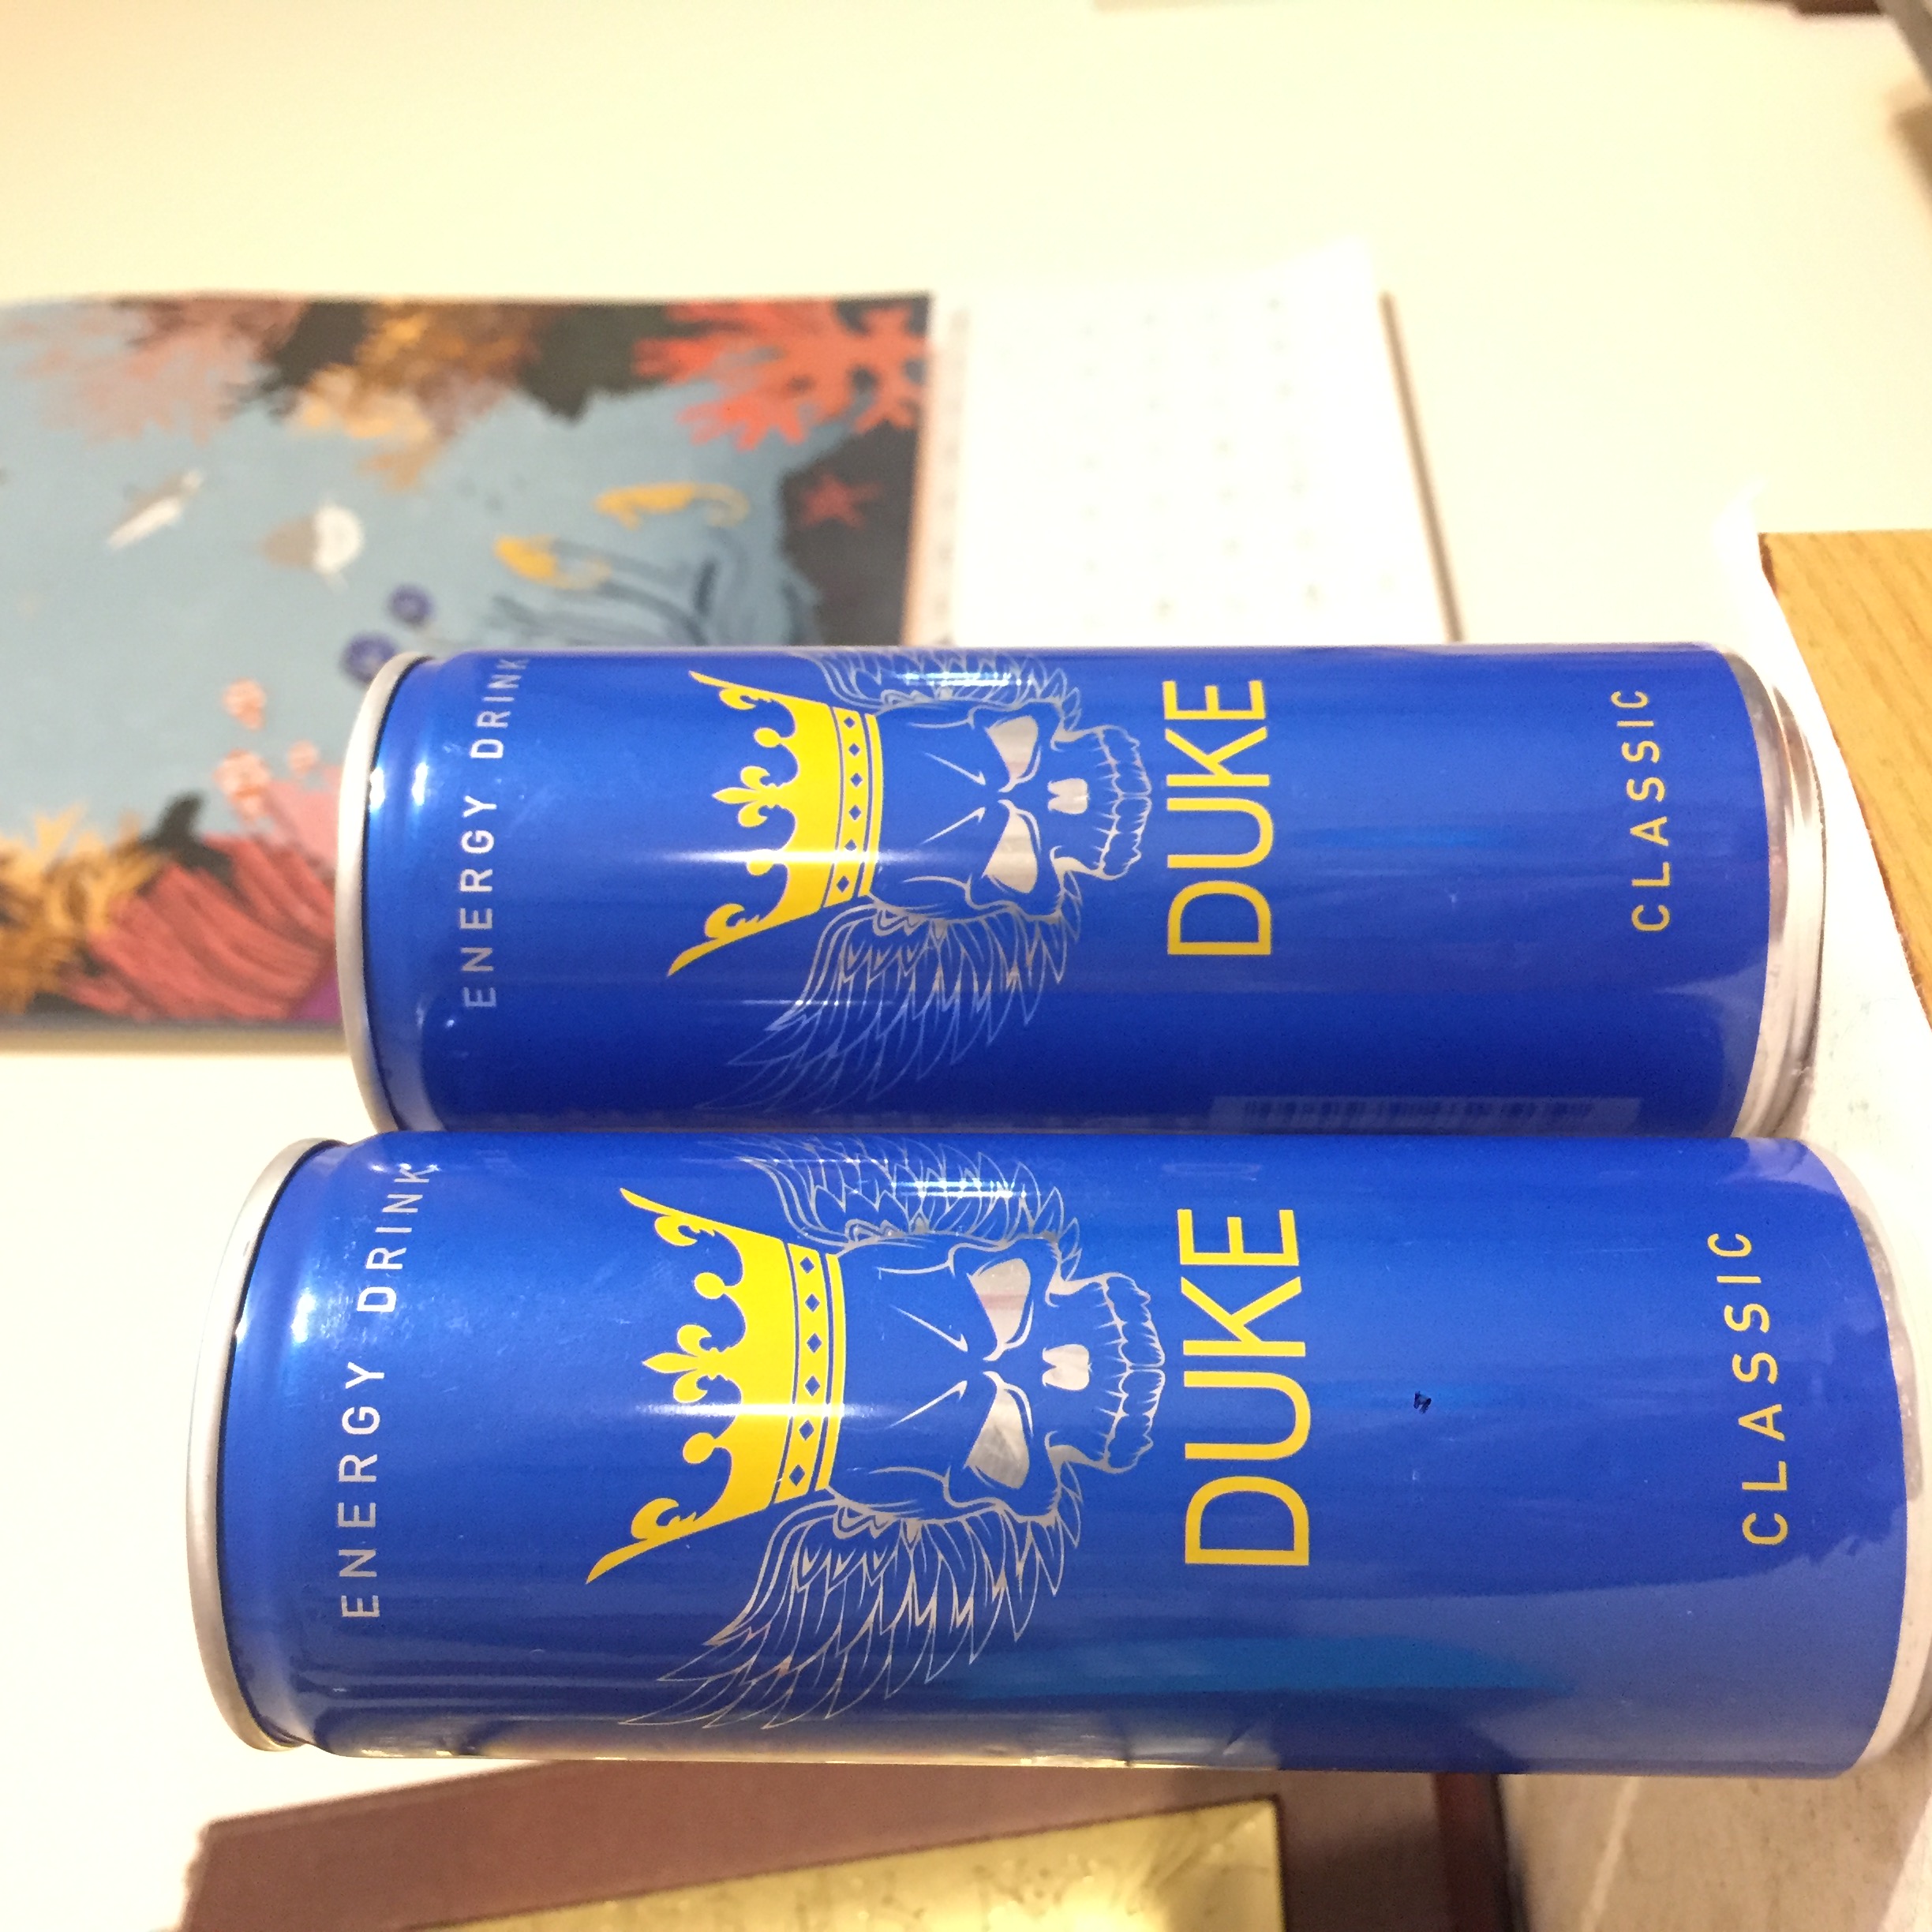 ENERGY DRINK
DUKE
CLASSIC
ENERGY DRINK
DUKE
CLASSIC